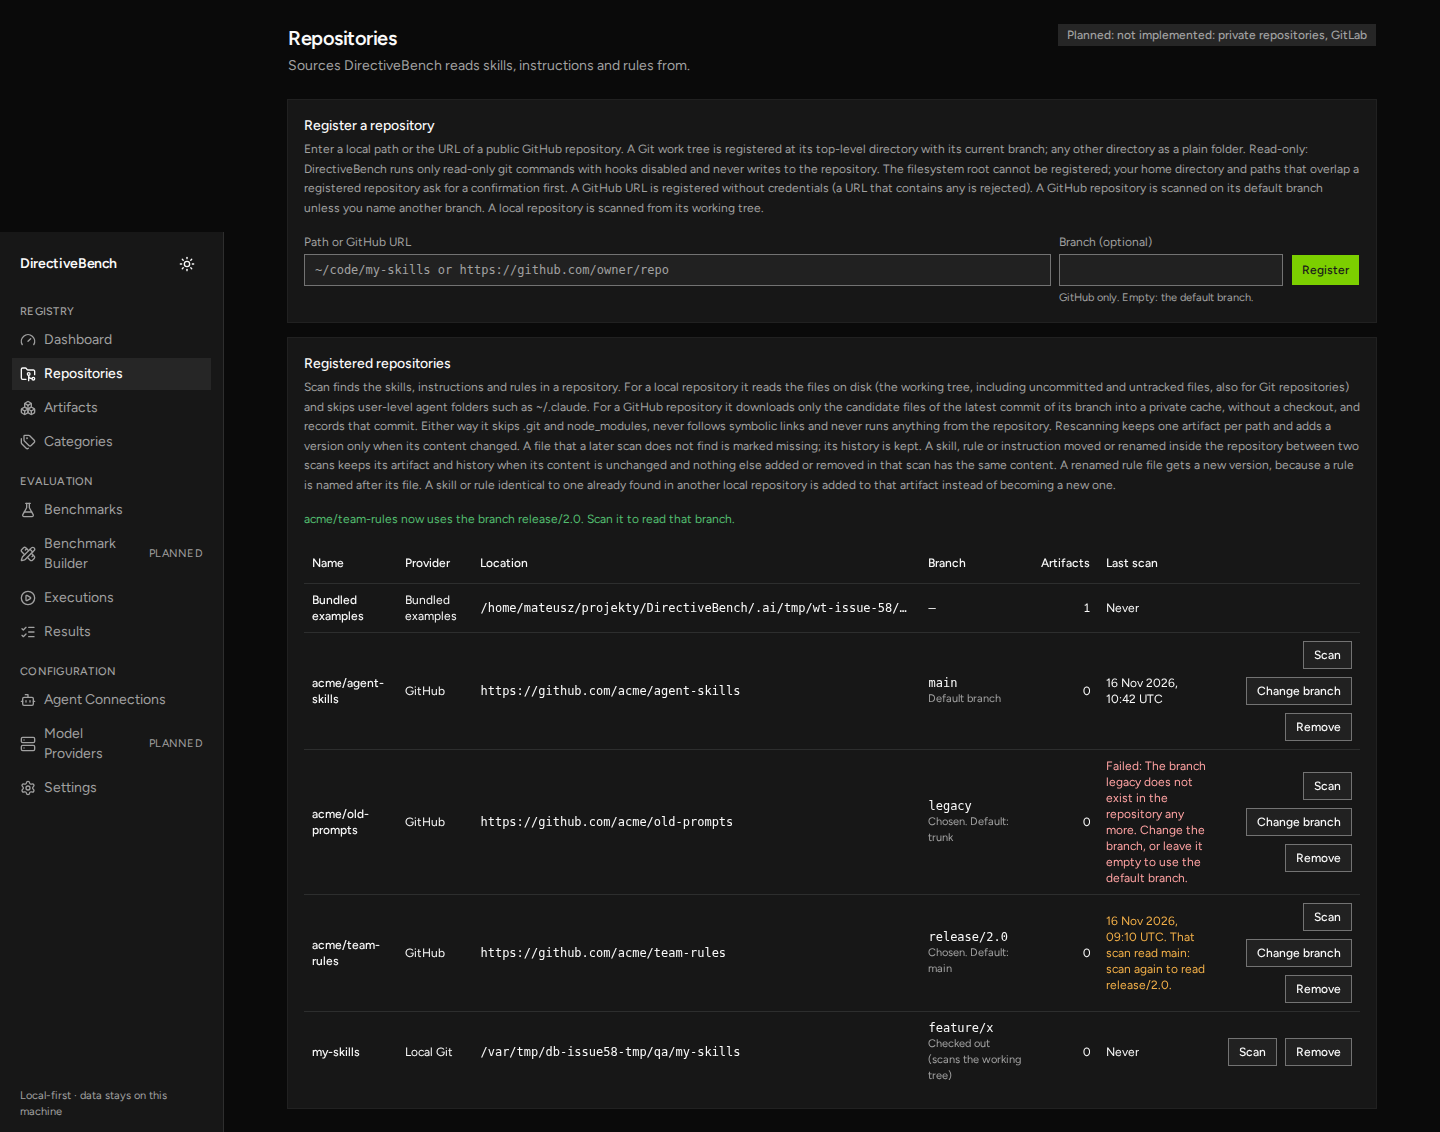 Repositories
Planned: not implemented: private repositories, GitLab
Sources DirectiveBench reads skills, instructions and rules from.
Register a repository
Enter a local path or the URL of a public GitHub repository. A Git work tree is registered at its top-level directory with its current branch; any other directory as a plain folder. Read-only:
DirectiveBench runs only read-only git commands with hooks disabled and never writes to the repository. The filesystem root cannot be registered; your home directory and paths that overlap a
registered repository ask for a confirmation first. A GitHub URL is registered without credentials (a URL that contains any is rejected). A GitHub repository is scanned on its default branch
unless you name another branch. A local repository is scanned from its working tree.
Path or GitHub URL
Branch (optional)
~/code/my-skills or https://github.com/owner/repo
Register
GitHub only. Empty: the default branch.
DirectiveBench
REGISTRY
Dashboard
Repositories
Artifacts
Categories
EVALUATION
Benchmarks
Benchmark
Builder
PLANNED
Executions
Results
CONFIGURATION
Agent Connections
Model
Providers
PLANNED
Settings
Local-first · data stays on this
machine
Registered repositories
Scan finds the skills, instructions and rules in a repository. For a local repository it reads the files on disk (the working tree, including uncommitted and untracked files, also for Git repositories)
and skips user-level agent folders such as ~/.claude. For a GitHub repository it downloads only the candidate files of the latest commit of its branch into a private cache, without a checkout, and
records that commit. Either way it skips .git and node_modules, never follows symbolic links and never runs anything from the repository. Rescanning keeps one artifact per path and adds a
version only when its content changed. A file that a later scan does not find is marked missing; its history is kept. A skill, rule or instruction moved or renamed inside the repository between two
scans keeps its artifact and history when its content is unchanged and nothing else added or removed in that scan has the same content. A renamed rule file gets a new version, because a rule
is named after its file. A skill or rule identical to one already found in another local repository is added to that artifact instead of becoming a new one.
acme/team-rules now uses the branch release/2.0. Scan it to read that branch.
Name
Provider
Location
Branch
Artifacts
Last scan
Bundled
examples
Bundled
examples
/home/mateusz/projekty/DirectiveBench/.ai/tmp/wt-issue-58/…
—
1
Never
acme/agent-
skills
GitHub
https://github.com/acme/agent-skills
main
Default branch
0
16 Nov 2026,
10:42 UTC
Scan
Change branch
Remove
acme/old-
prompts
GitHub
https://github.com/acme/old-prompts
legacy
Chosen. Default:
trunk
0
Failed: The branch
legacy does not
exist in the
repository any
more. Change the
branch, or leave it
empty to use the
default branch.
Scan
Change branch
Remove
acme/team-
rules
GitHub
https://github.com/acme/team-rules
release/2.0
Chosen. Default:
main
0
16 Nov 2026,
09:10 UTC. That
scan read main:
scan again to read
release/2.0.
Scan
Change branch
Remove
my-skills
Local Git
/var/tmp/db-issue58-tmp/qa/my-skills
feature/x
Checked out
(scans the working
tree)
0
Never
Scan
Remove